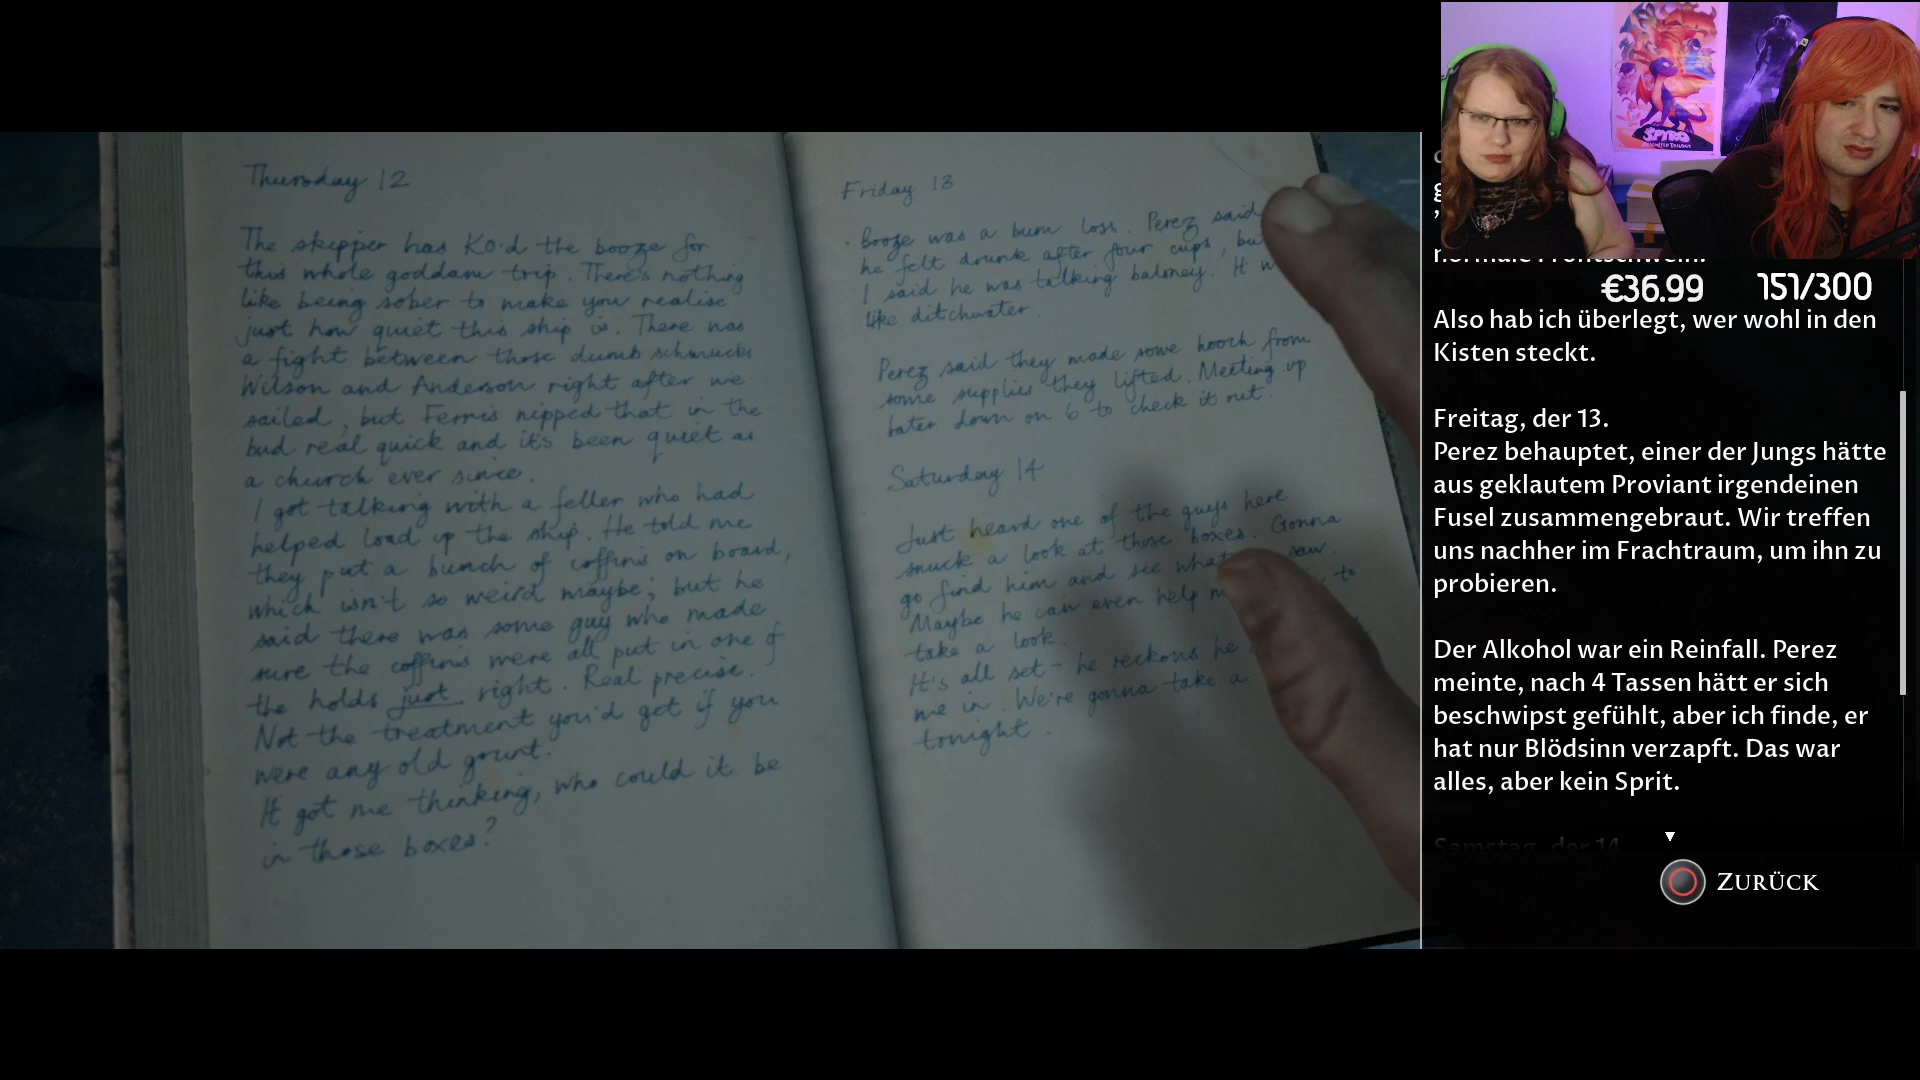 Thursday 12
The skipper has KO'd the booze for
this whole goddam trip. There's nothing
like being sober to make you realise
just how quiet this ship is. There was
a fight between those dumb schmucks
Wilson and Anderson right after we
sailed, but Ferris nipped that in the
bud real quick and it's been quiet as
a church ever since.
I got talking with a feller who had
helped load up the ship. He told me
they put a bunch of coffins on board,
which isn't so weird maybe; but he
said there was some guy who made
sure the coffins were all put in one of
the holds just right. Real precise.
Not the treatment you'd get if you
were any old grunt.
It got me thinking, who could it be
in those boxes?
Friday 13
Booze was a bum loss. Perez said
he felt drunk after four cups, bu
I said he was talking baloney. It w
like ditchwater.
Perez said they made some hooch from
some supplies they lifted. Meeting up
later down on 6 to check it out.
Saturday 14
Just heard one of the guys here
snuck a look at those boxes. Gonna
go find him and see what saw.
Maybe he can even help m to
take a look.
It's all set - he reckons he
me in. We're gonna take a
tonight.
SPYRO
€36.99 151/300
Also hab ich überlegt, wer wohl in den
Kisten steckt.
Freitag, der 13.
Perez behauptet, einer der Jungs hätte
aus geklautem Proviant irgendeinen
Fusel zusammengebraut. Wir treffen
uns nachher im Frachtraum, um ihn zu
probieren.
Der Alkohol war ein Reinfall. Perez
meinte, nach 4 Tassen hätt er sich
beschwipst gefühlt, aber ich finde, er
hat nur Blödsinn verzapft. Das war
alles, aber kein Sprit.
Samstag, der 14
ZURÜCK